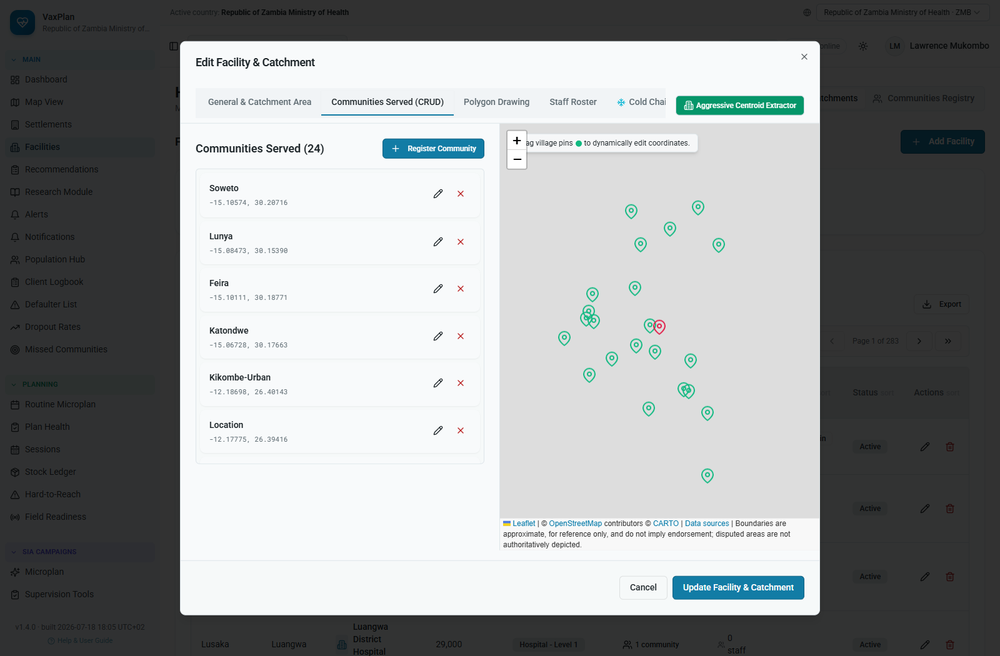 VaxPlan
Republic of Zambia Ministry of...
Active country: Republic of Zambia Ministry of Health
Republic of Zambia Ministry of Health · ZMB
online
LM
Lawrence Mukombo
MAIN
Dashboard
Map View
Settlements
Facilities
Recommendations
Research Module
Alerts
Notifications
Population Hub
Client Logbook
Defaulter List
Dropout Rates
Missed Communities
PLANNING
Routine Microplan
Plan Health
Sessions
Stock Ledger
Hard-to-Reach
Field Readiness
SIA CAMPAIGNS
Microplan
Supervision Tools
v1.4.0 · built 2026-07-18 18:05 UTC+02
Help & User Guide
Edit Facility & Catchment
General & Catchment Area
Communities Served (CRUD)
Polygon Drawing
Staff Roster
Cold Chai
Aggressive Centroid Extractor
Communities Served (24)
Register Community
Soweto
-15.10574, 30.20716
Lunya
-15.08473, 30.15390
Feira
-15.10111, 30.18771
Katondwe
-15.06728, 30.17663
Kikombe-Urban
-12.18698, 26.40143
Location
-12.17775, 26.39416
+
−
ag village pins to dynamically edit coordinates.
Leaflet | © OpenStreetMap contributors © CARTO | Data sources | Boundaries are
approximate, for reference only, and do not imply endorsement; disputed areas are not
authoritatively depicted.
Cancel
Update Facility & Catchment
tchments
Communities Registry
Add Facility
Export
Page 1 of 283
Status sort
Actions sort
in
Active
Active
Active
Lusaka
Luangwa
Luangwa
District
Hospital
29,000
Hospital - Level 1
1 community
0
staff
Active